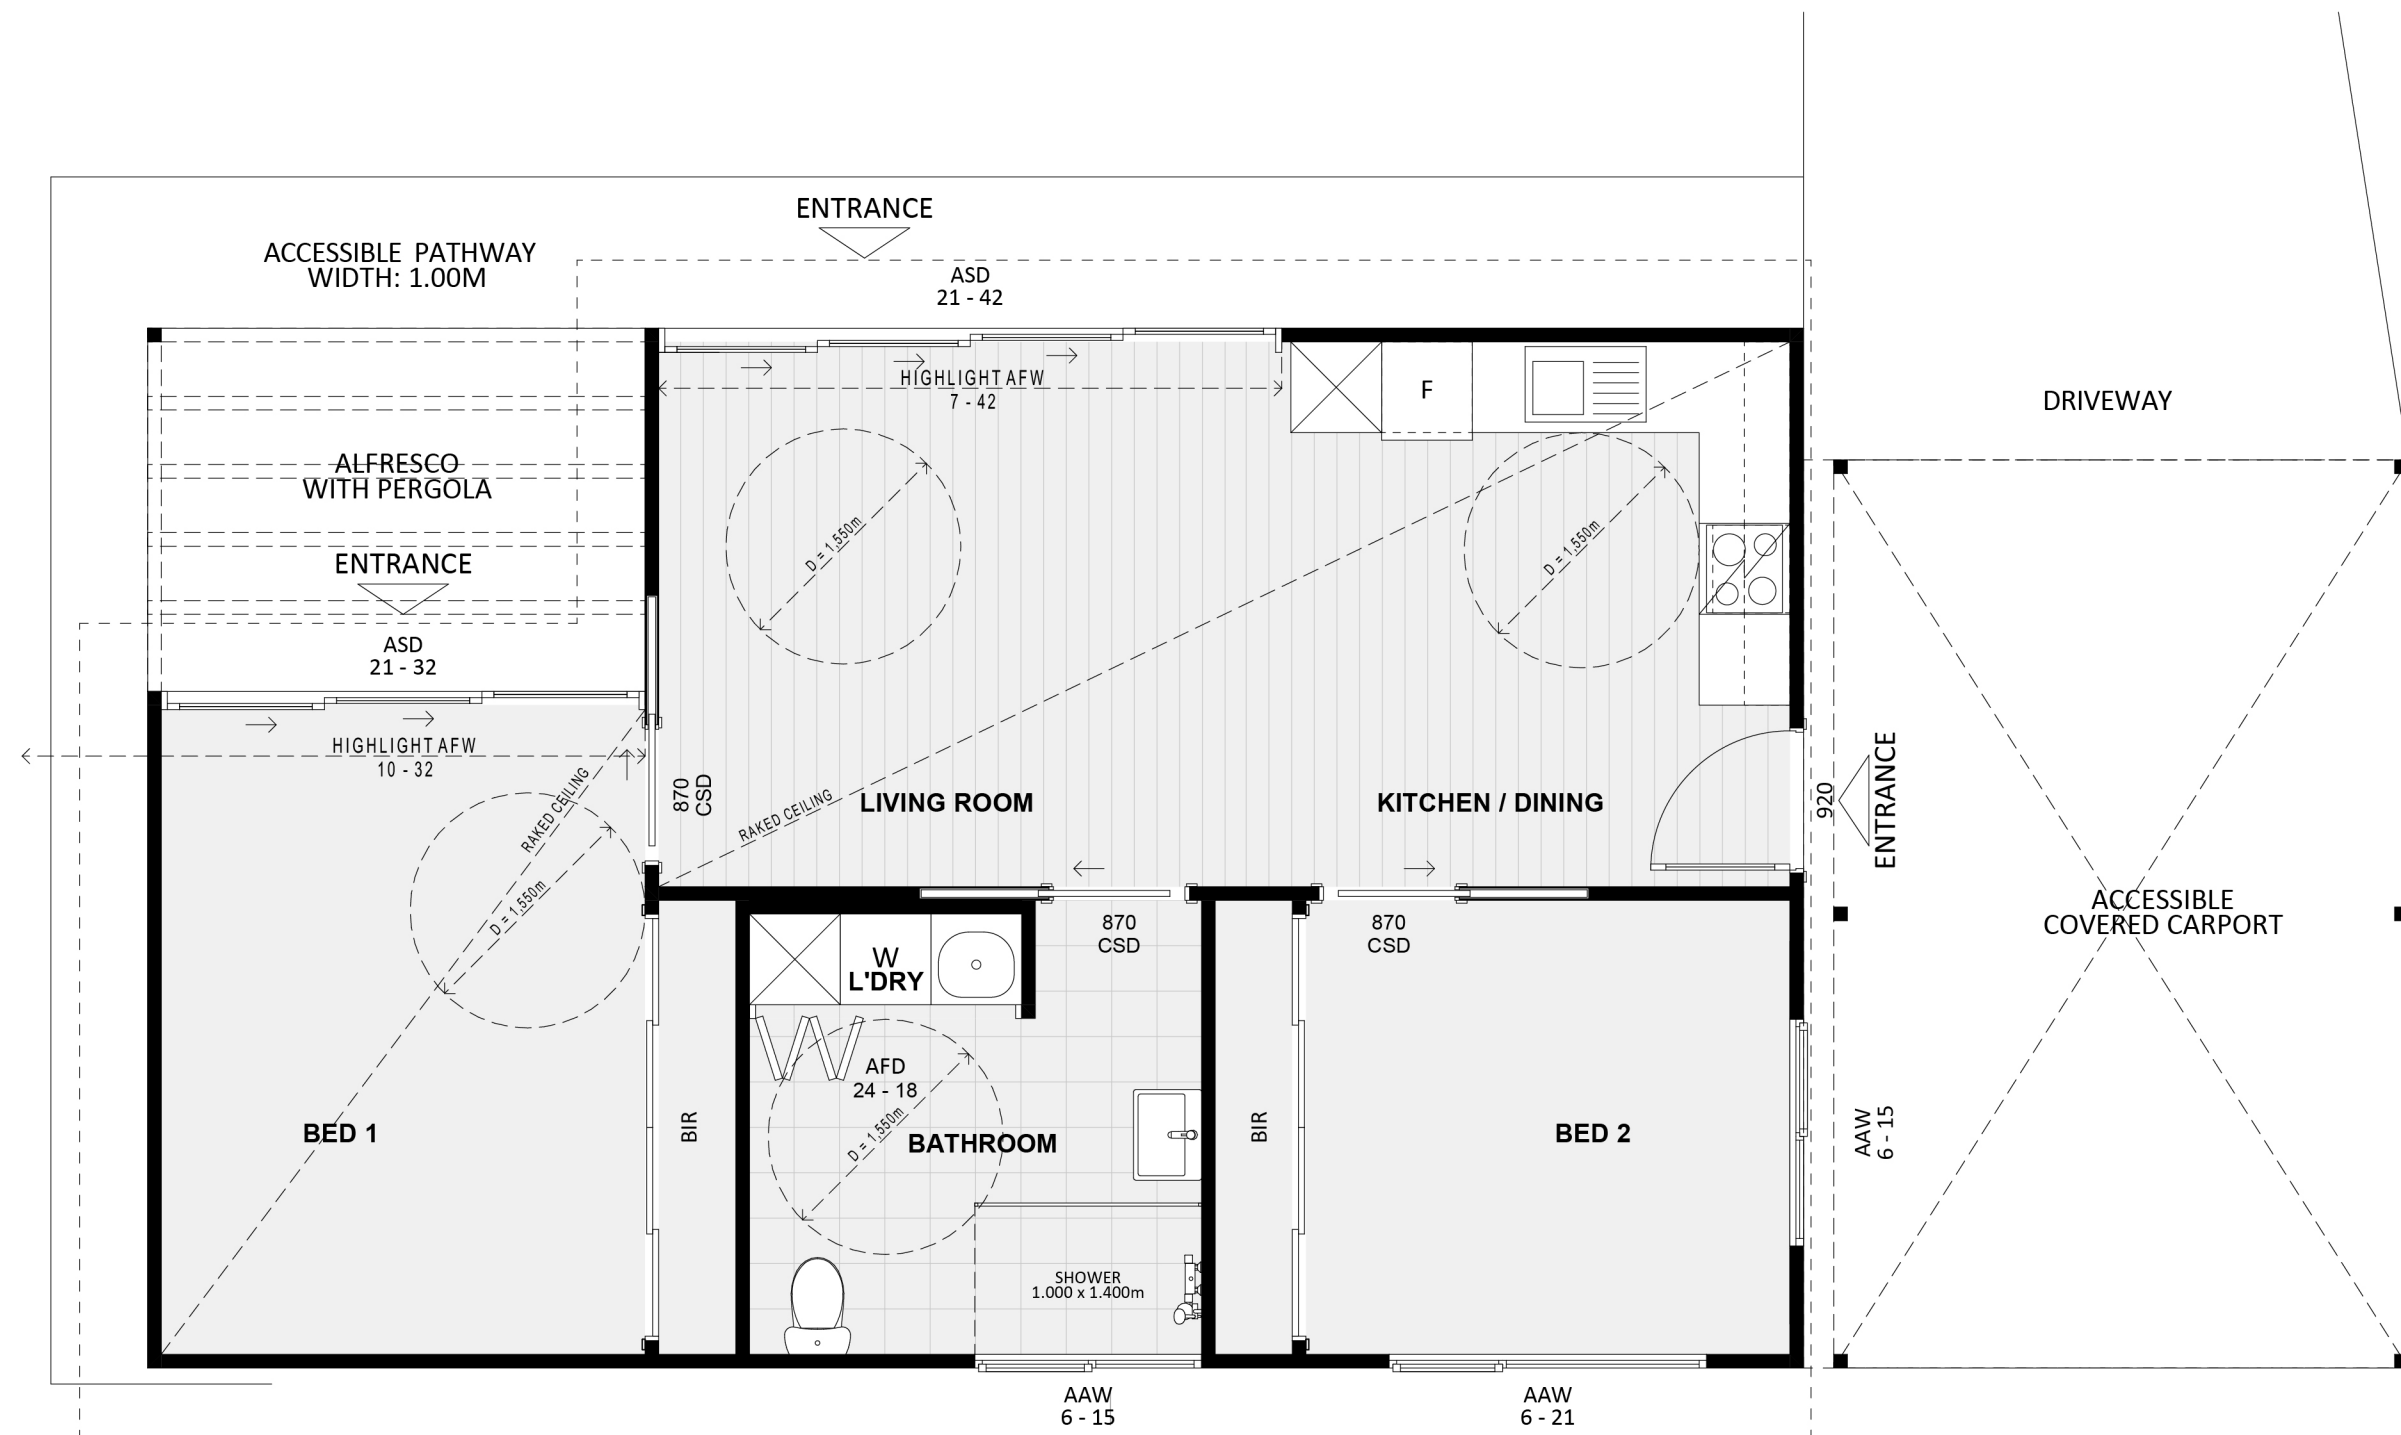 ENTRANCE
ACCESSIBLE PATHWAY
WIDTH: 1.00M
ASD
21 - 42
HIGHLIGHT AFW
7 - 42
F
DRIVEWAY
ALFRESCO
WITH PERGOLA
D = 1,550m
D = 1,550m
ENTRANCE
ASD
21 - 32
HIGHLIGHT AFW
10 - 32
RAKED CEILING
870
CSD
RAKED CEILING
LIVING ROOM
KITCHEN / DINING
920
ENTRANCE
D = 1,550m
870
CSD
870
CSD
ACCESSIBLE
COVERED CARPORT
W
L'DRY
AFD
24 - 18
D = 1,550m
BED 1
BIR
BATHROOM
BIR
BED 2
AAW
6 - 15
SHOWER
1.000 x 1.400m
AAW
6 - 15
AAW
6 - 21